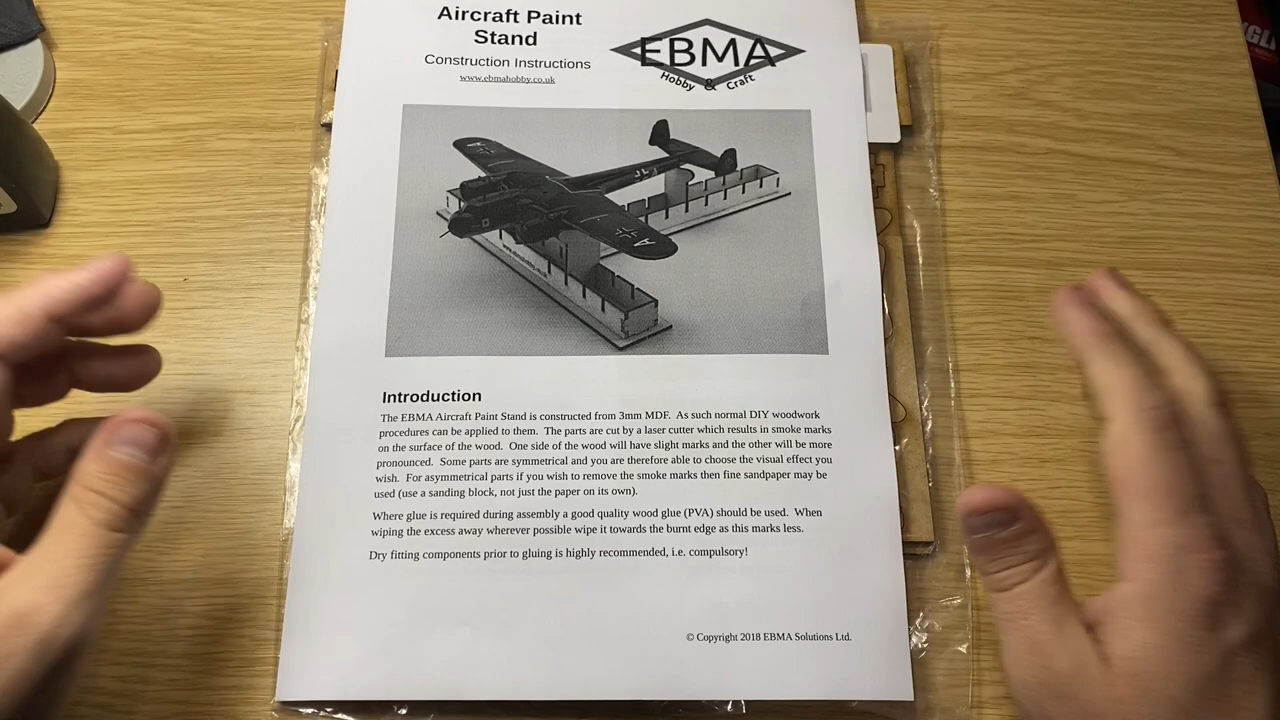 Aircraft Paint
Stand
Construction Instructions
www.ebmahobby.co.uk
EBMA
Hobby & Craft
A
A
www.ebmahobby.co.uk
Introduction
The EBMA Aircraft Paint Stand is constructed from 3mm MDF. As such normal DIY woodwork
procedures can be applied to them. The parts are cut by a laser cutter which results in smoke marks
on the surface of the wood. One side of the wood will have slight marks and the other will be more
pronounced. Some parts are symmetrical and you are therefore able to choose the visual effect you
wish. For asymmetrical parts if you wish to remove the smoke marks then fine sandpaper may be
used (use a sanding block, not just the paper on its own).
Where glue is required during assembly a good quality wood glue (PVA) should be used. When
wiping the excess away wherever possible wipe it towards the burnt edge as this marks less.
Dry fitting components prior to gluing is highly recommended, i.e. compulsory!
© Copyright 2018 EBMA Solutions Ltd.